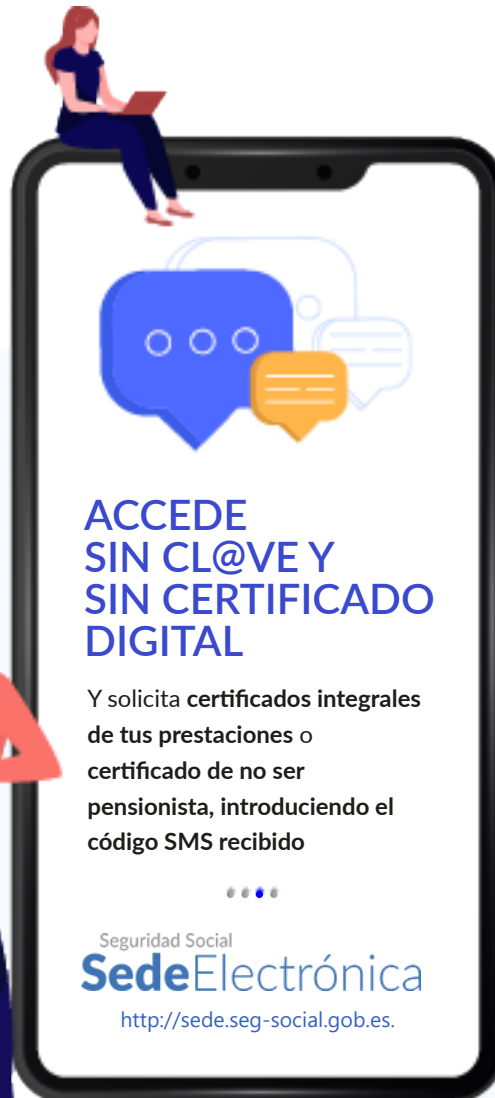 ACCEDE
SIN CL@VE Y
SIN CERTIFICADO
DIGITAL
Y solicita certificados integrales
de tus prestaciones o
certificado de no ser
pensionista, introduciendo el
código SMS recibido
Seguridad Social
SedeElectrónica
http://sede.seg-social.gob.es.